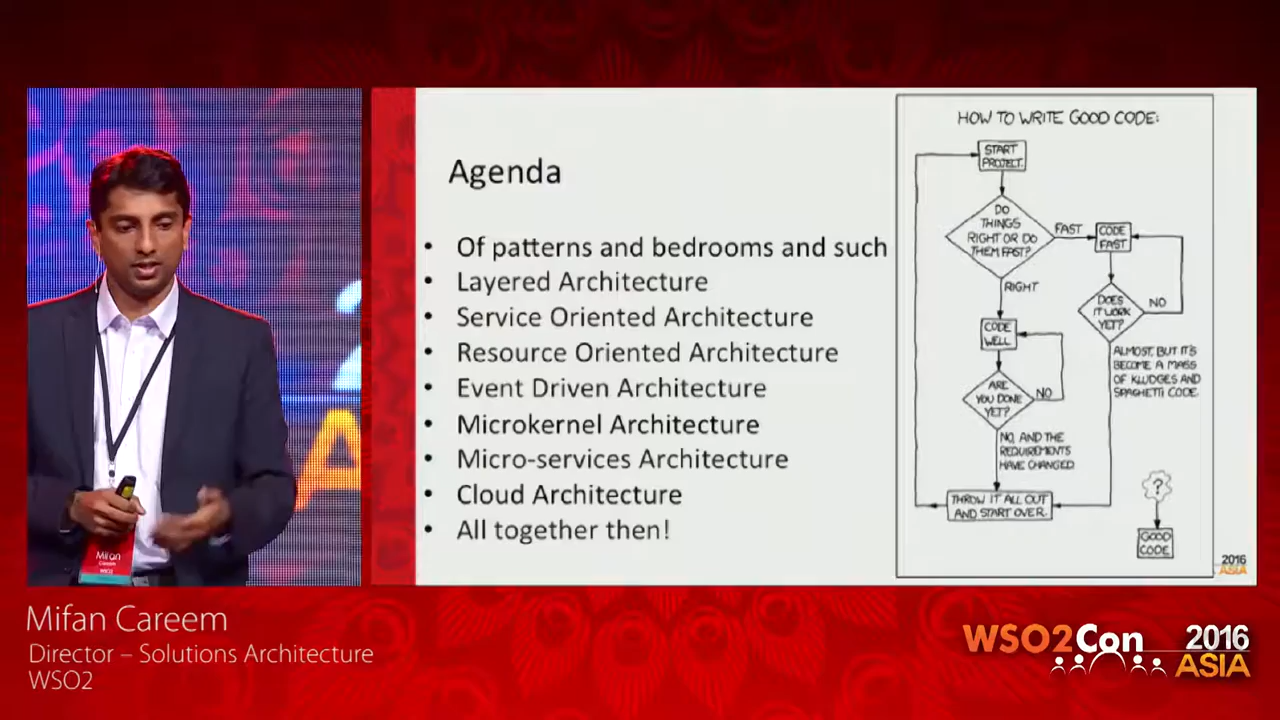 Agenda
• Of patterns and bedrooms and such
• Layered Architecture
• Service Oriented Architecture
• Resource Oriented Architecture
• Event Driven Architecture
• Microkernel Architecture
• Micro-services Architecture
• Cloud Architecture
• All together then!
HOW TO WRITE GOOD CODE:
START
PROJECT.
DO
THINGS
RIGHT OR DO
THEM FAST?
FAST
CODE
FAST
RIGHT
DOES
IT WORK
YET?
NO
CODE
WELL
ALMOST, BUT IT'S
BECOME A MASS
OF KLUDGES AND
SPAGHETTI CODE.
ARE
YOU DONE
YET?
NO
NO, AND THE
REQUIREMENTS
HAVE CHANGED.
THROW IT ALL OUT
AND START OVER.
?
GOOD
CODE
2016
ASIA
Mifan
Careem
WSO2
Mifan Careem
Director – Solutions Architecture
WSO2
WSO2Con 2016
ASIA